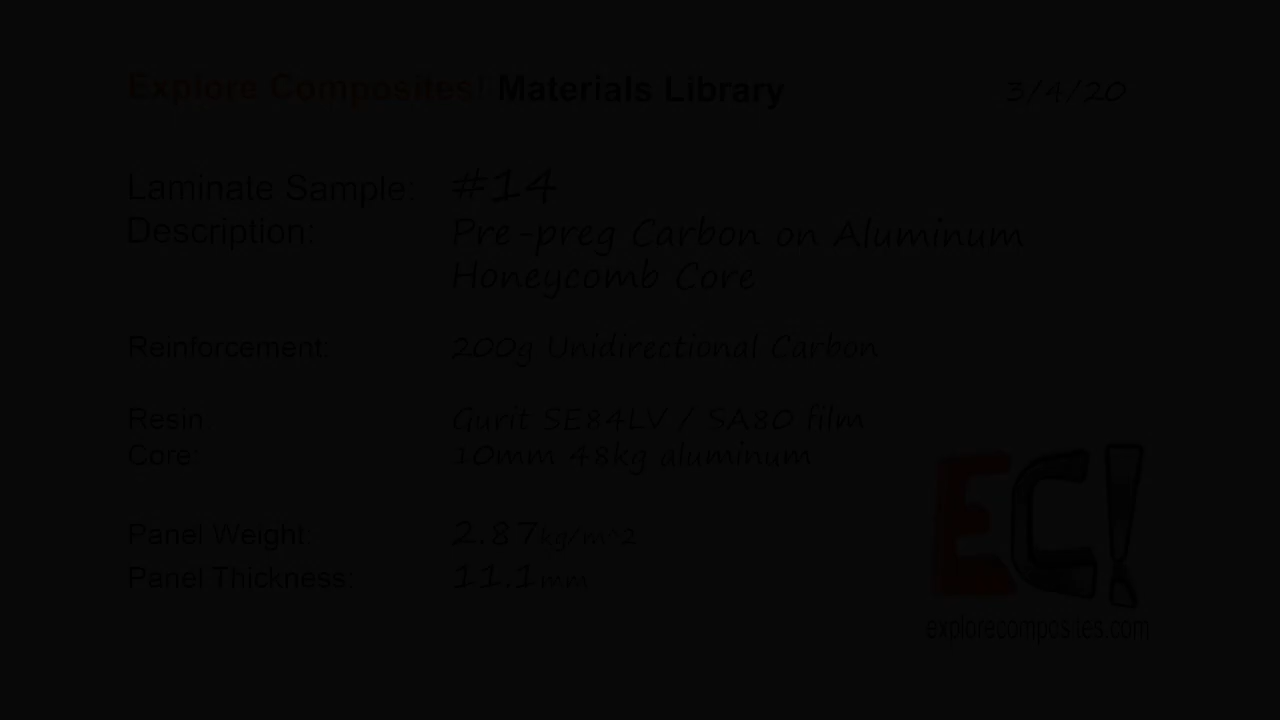 Explore Composites! Materials Library 3/4/20
Laminate Sample: #14
Description: Pre-preg Carbon on Aluminum
Honeycomb Core
Reinforcement: 200g Unidirectional Carbon
Resin: Gurit SE84LV / SA80 film
Core: 10mm 48kg aluminum
Panel Weight: 2.87kg/m^2
Panel Thickness: 11.1mm
EC!
explorecomposites.com